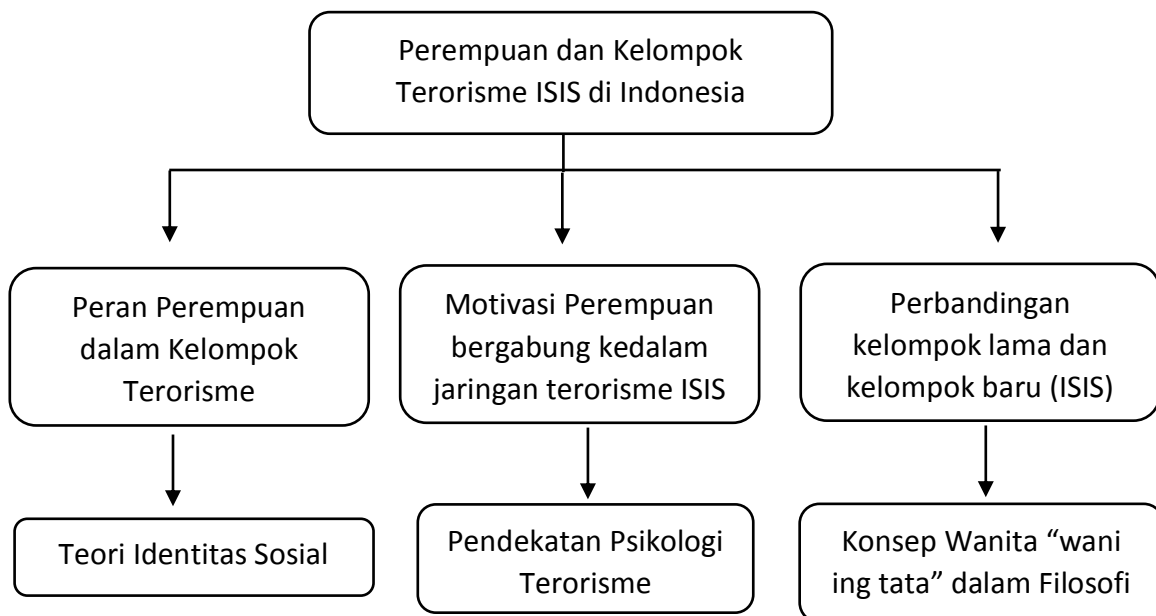 Perempuan dan Kelompok
Terorisme ISIS di Indonesia
Peran Perempuan
dalam Kelompok
Terorisme
Motivasi Perempuan
bergabung kedalam
jaringan terorisme ISIS
Perbandingan
kelompok lama dan
kelompok baru (ISIS)
Teori Identitas Sosial
Pendekatan Psikologi
Terorisme
Konsep Wanita “wani
ing tata” dalam Filosofi